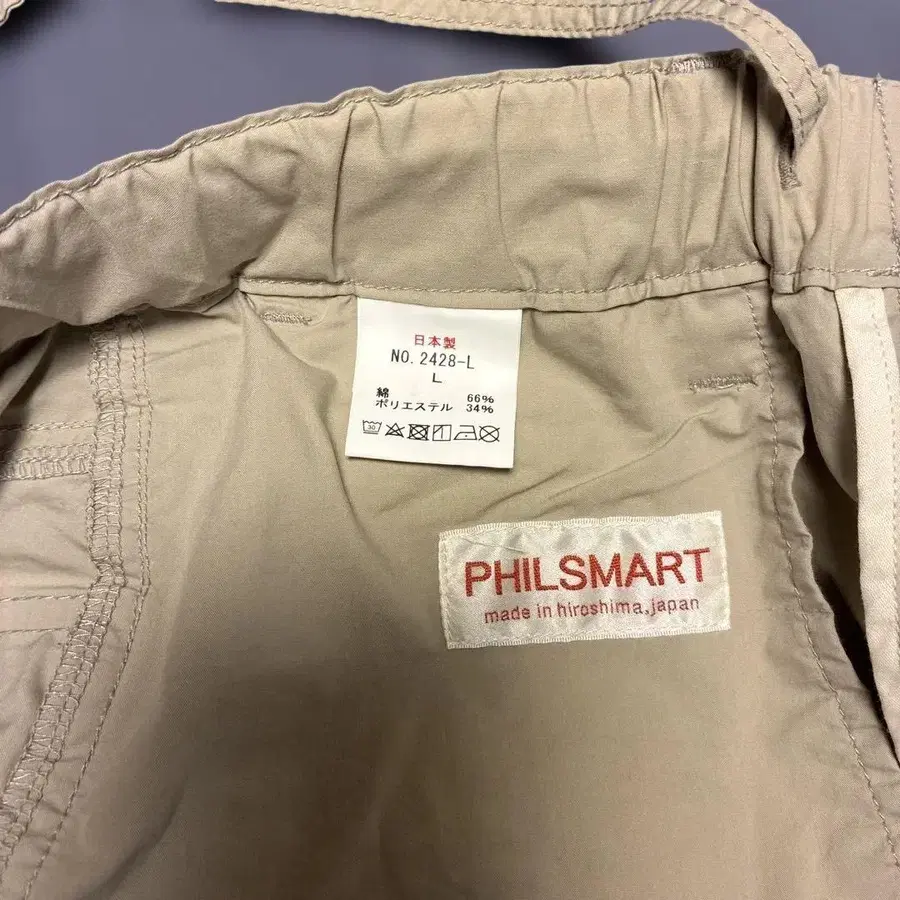 日本製
NO. 2428-L
L
綿 66%
ポリエステル 34%
30
PHILSMART
made in hiroshima, japan